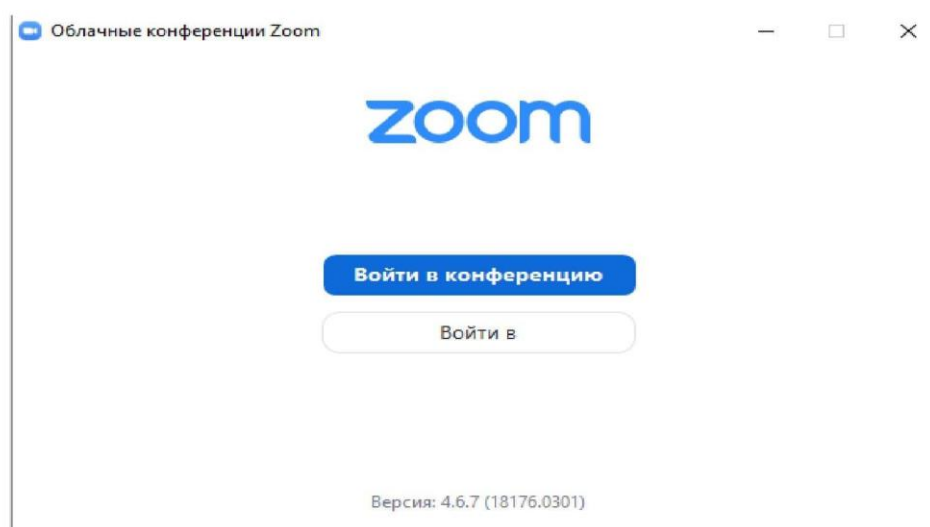 Облачные конференции Zoom
zoom
Войти в конференцию
Войти в
Версия: 4.6.7 (18176.0301)